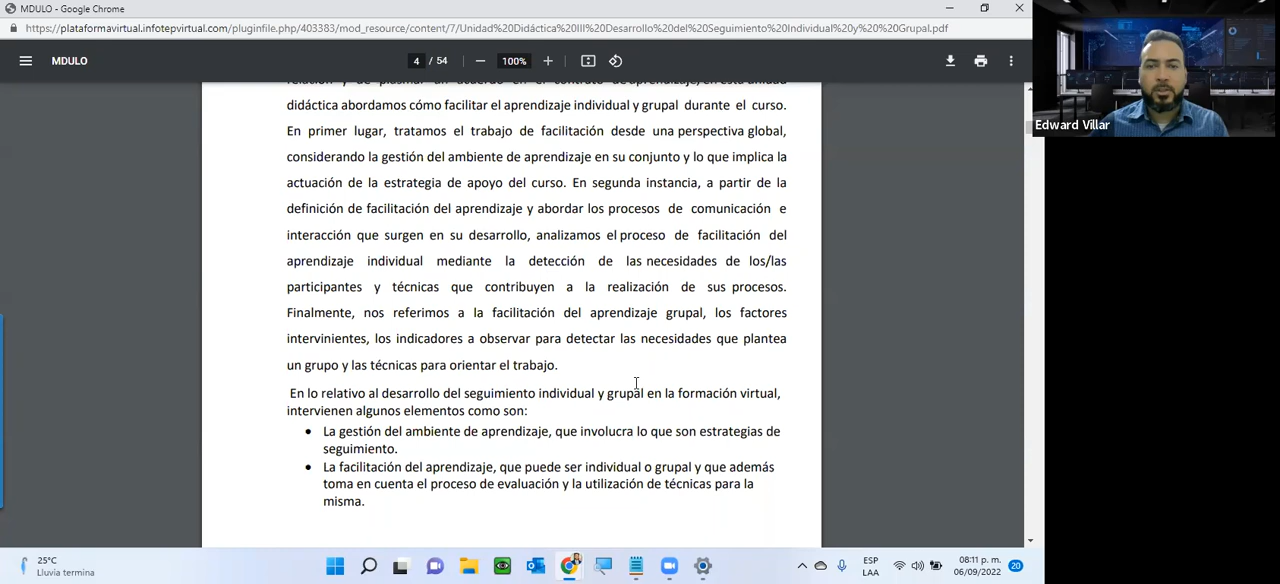 MDULO - Google Chrome
https://plataformavirtual.infotepvirtual.com/pluginfile.php/403383/mod_resource/content/7/Unidad%20Didáctica%20III%20Desarrollo%20del%20Seguimiento%20Individual%20y%20%20Grupal.pdf
MDULO
4 / 54
100%
Edward Villar
didáctica abordamos cómo facilitar el aprendizaje individual y grupal durante el curso.
En primer lugar, tratamos el trabajo de facilitación desde una perspectiva global,
considerando la gestión del ambiente de aprendizaje en su conjunto y lo que implica la
actuación de la estrategia de apoyo del curso. En segunda instancia, a partir de la
definición de facilitación del aprendizaje y abordar los procesos de comunicación e
interacción que surgen en su desarrollo, analizamos el proceso de facilitación del
aprendizaje individual mediante la detección de las necesidades de los/las
participantes y técnicas que contribuyen a la realización de sus procesos.
Finalmente, nos referimos a la facilitación del aprendizaje grupal, los factores
intervinientes, los indicadores a observar para detectar las necesidades que plantea
un grupo y las técnicas para orientar el trabajo.
En lo relativo al desarrollo del seguimiento individual y grupal en la formación virtual,
intervienen algunos elementos como son:
• La gestión del ambiente de aprendizaje, que involucra lo que son estrategias de
seguimiento.
• La facilitación del aprendizaje, que puede ser individual o grupal y que además
toma en cuenta el proceso de evaluación y la utilización de técnicas para la
misma.
25°C
Lluvia termina
ESP
LAA
08:11 p. m.
06/09/2022
20